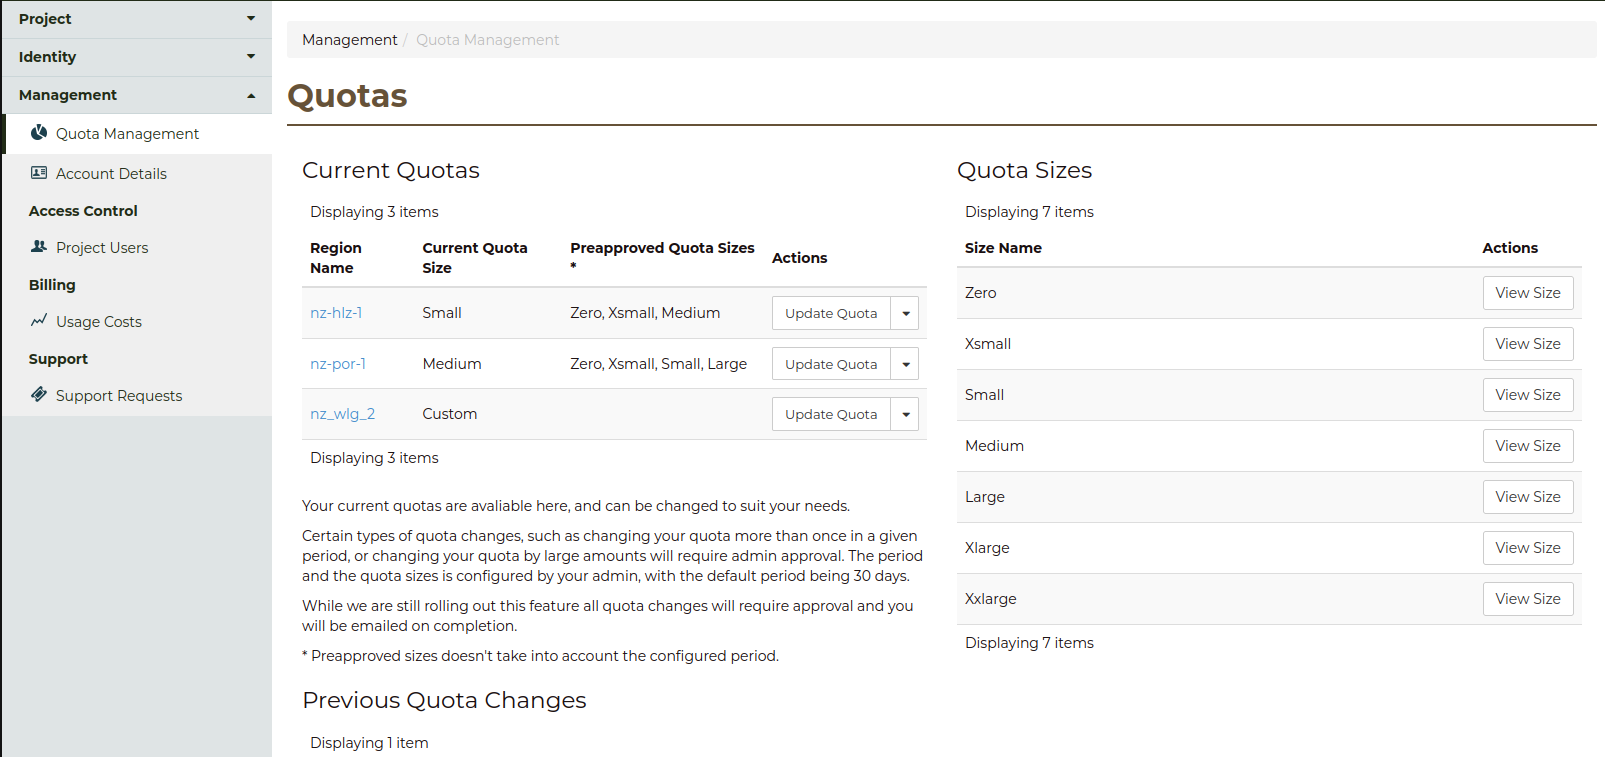 Project
Identity
Management
Quota Management
Account Details
Access Control
Project Users
Billing
Usage Costs
Support
Support Requests
Management / Quota Management
Quotas
Current Quotas
Displaying 3 items
Region Name Current Quota Size Preapproved Quota Sizes * Actions
nz-hlz-1 Small Zero, Xsmall, Medium Update Quota
nz-por-1 Medium Zero, Xsmall, Small, Large Update Quota
nz_wlg_2 Custom Update Quota
Displaying 3 items
Your current quotas are avaliable here, and can be changed to suit your needs.
Certain types of quota changes, such as changing your quota more than once in a given
period, or changing your quota by large amounts will require admin approval. The period
and the quota sizes is configured by your admin, with the default period being 30 days.
While we are still rolling out this feature all quota changes will require approval and you
will be emailed on completion.
* Preapproved sizes doesn't take into account the configured period.
Previous Quota Changes
Displaying 1 item
Quota Sizes
Displaying 7 items
Size Name Actions
Zero View Size
Xsmall View Size
Small View Size
Medium View Size
Large View Size
Xlarge View Size
Xxlarge View Size
Displaying 7 items